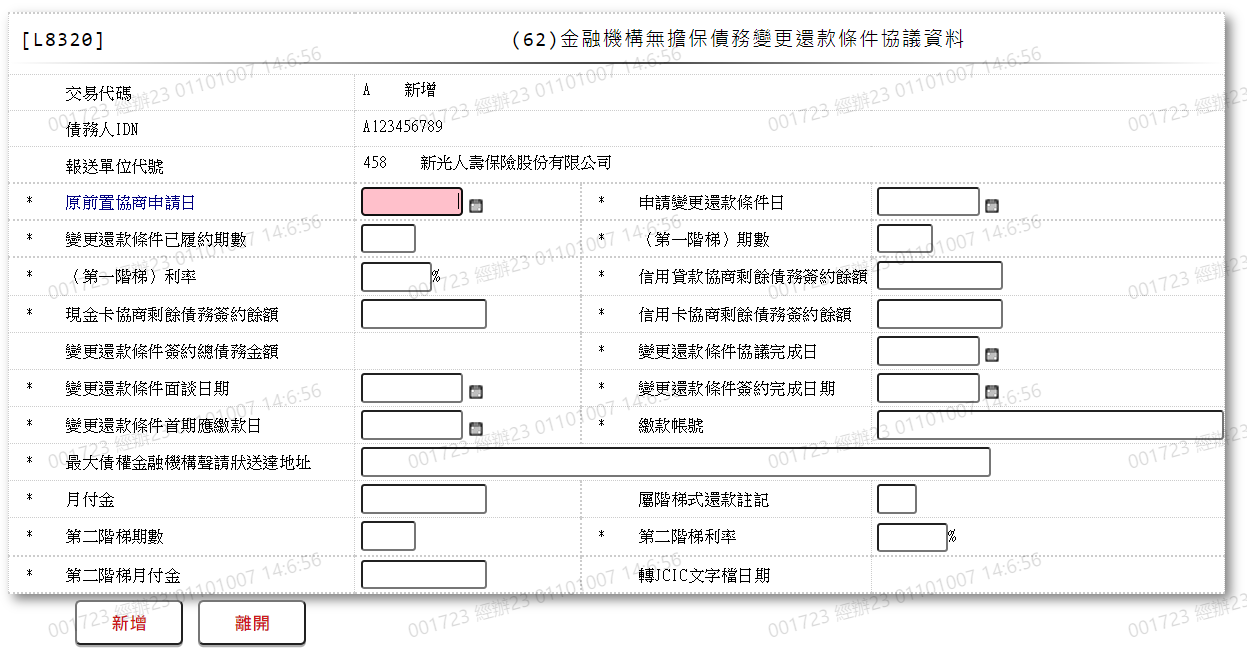 [L8320] (62)金融機構無擔保債務變更還款條件協議資料
交易代碼 A 新增
債務人IDN A123456789
報送單位代號 458 新光人壽保險股份有限公司
* 原前置協商申請日 * 申請變更還款條件日
* 變更還款條件已履約期數 * (第一階梯)期數
* (第一階梯)利率 % * 信用貸款協商剩餘債務簽約餘額
* 現金卡協商剩餘債務簽約餘額 * 信用卡協商剩餘債務簽約餘額
變更還款條件簽約總債務金額 * 變更還款條件協議完成日
* 變更還款條件面談日期 * 變更還款條件簽約完成日期
* 變更還款條件首期應繳款日 * 繳款帳號
* 最大債權金融機構聲請狀送達地址
* 月付金 屬階梯式還款註記
* 第二階梯期數 * 第二階梯利率 %
* 第二階梯月付金 轉JCIC文字檔日期
新增 離開
001723 經辦23 01101007 14:6:56